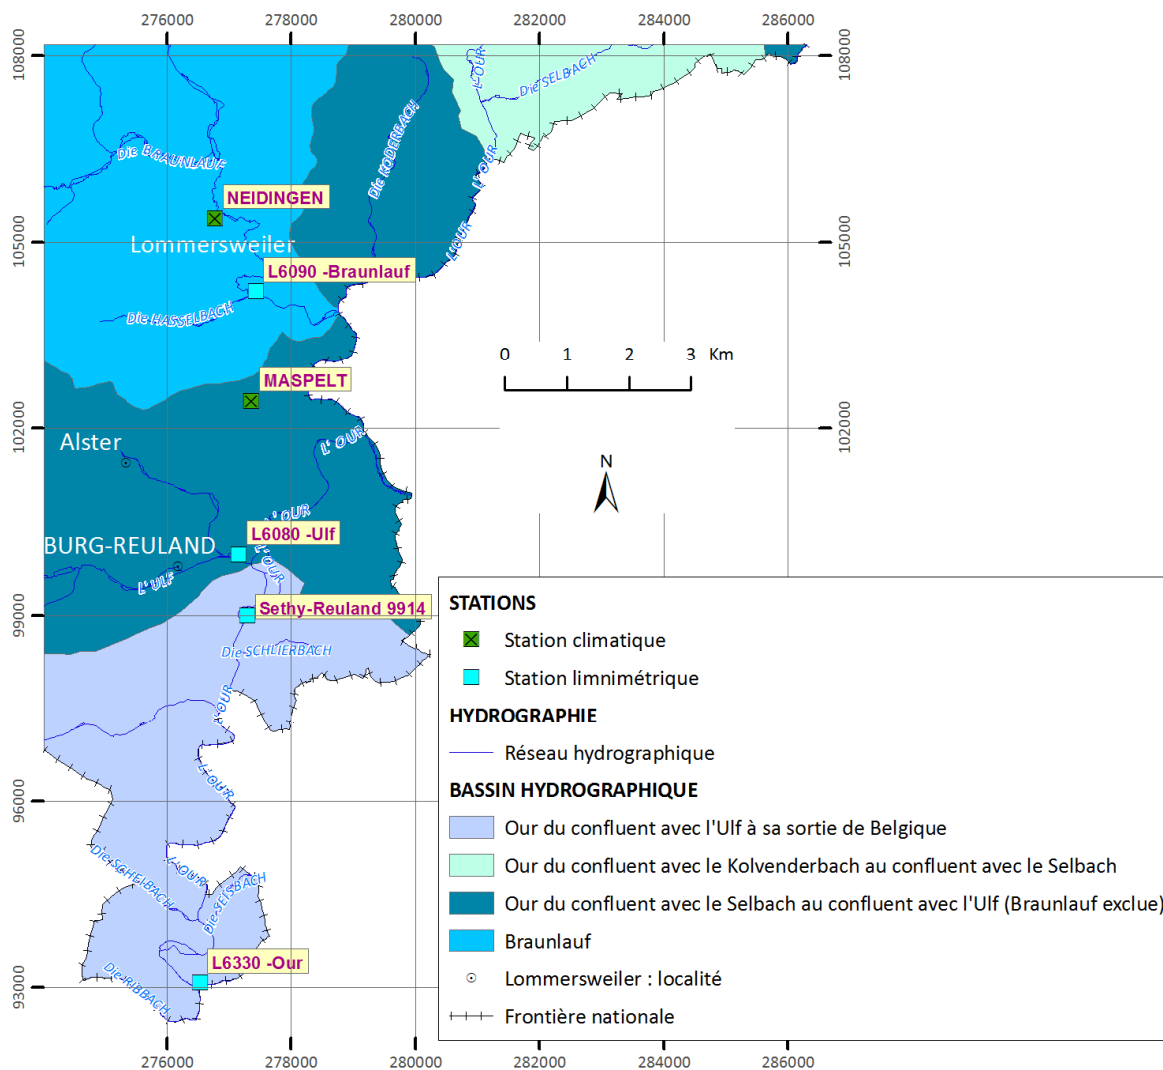 276000 278000 280000 282000 284000 286000
108000
108000
L'OUR
Die SELBACH
Die BRAUNLAUF
Die RODERBACH
L'OUR
NEIDINGEN
105000
Lommersweiler
L'OUR
105000
L6090 -Braunlauf
Die HASSELBACH
0 1 2 3 Km
MASPELT
102000
Alster
L'OUR
102000
N
L'OUR
L6080 -Ulf
BURG-REULAND
L'OUR
L'ULF
99000
Sethy-Reuland 9914
Die SCHLIERBACH
L'OUR
L'OUR
96000
Die SCHEIBACH
L'OUR
Die SEISBACH
L6330 -Our
93000
Die RIBBACH
STATIONS
Station climatique
Station limnimétrique
HYDROGRAPHIE
Réseau hydrographique
BASSIN HYDROGRAPHIQUE
Our du confluent avec l'Ulf à sa sortie de Belgique
Our du confluent avec le Kolvenderbach au confluent avec le Selbach
Our du confluent avec le Selbach au confluent avec l'Ulf (Braunlauf exclue)
Braunlauf
Lommersweiler : localité
Frontière nationale
276000 278000 280000 282000 284000 286000